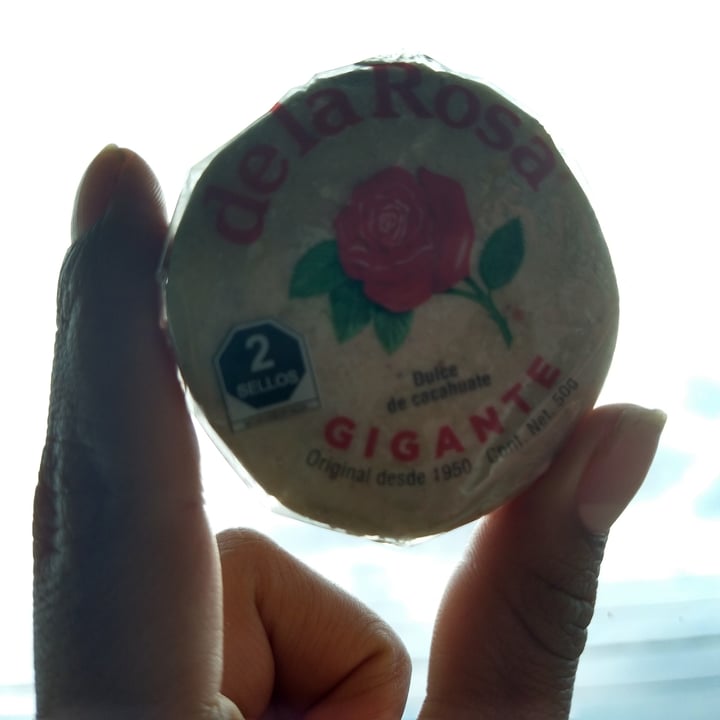 de la Rosa
2
SELLOS
Dulce
de cacahuate
GIGANTE
Original desde 1950 Cont. Net. 50G